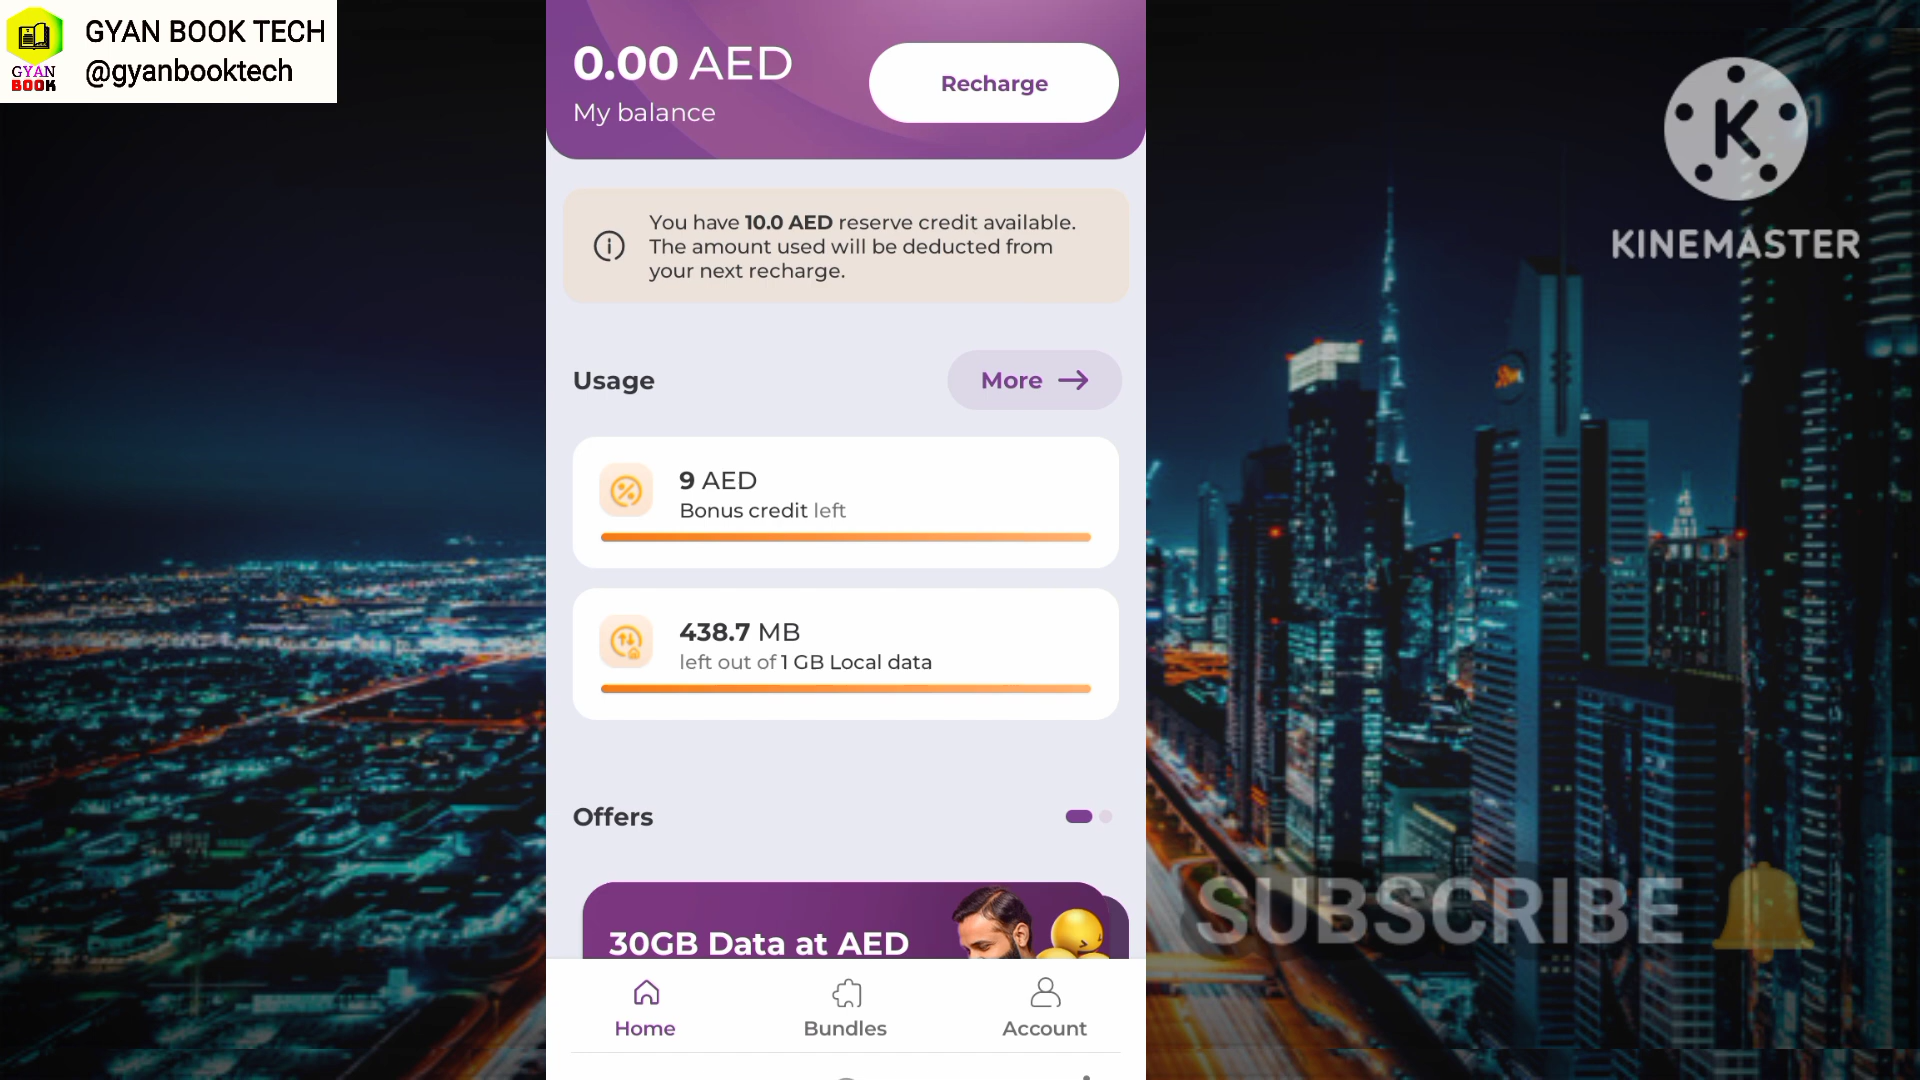 GYAN BOOK TECH
@gyanbooktech
GYAN
BOOK
0.00 AED
My balance
Recharge
You have 10.0 AED reserve credit available.
The amount used will be deducted from
your next recharge.
Usage
More
9 AED
Bonus credit left
438.7 MB
left out of 1 GB Local data
Offers
30GB Data at AED
Home
Bundles
Account
K
KINEMASTER
SUBSCRIBE